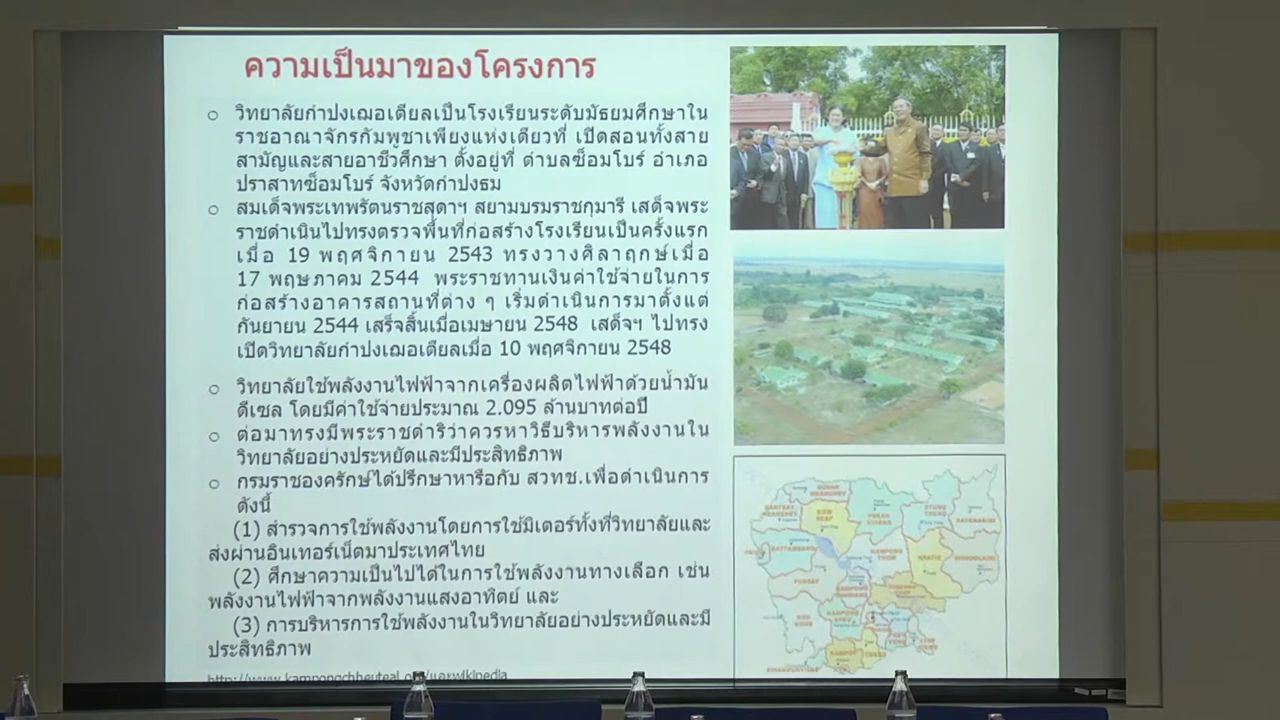 ความเป็นมาของโครงการ
o วิทยาลัยกำปงเฌอเตียลเป็นโรงเรียนระดับมัธยมศึกษาใน
ราชอาณาจักรกัมพูชาเพียงแห่งเดียวที่ เปิดสอนทั้งสาย
สามัญและสายอาชีวศึกษา ตั้งอยู่ที่ ตำบลซ็อมโบร์ อำเภอ
ปราสาทซ็อมโบร์ จังหวัดกำปงธม
o สมเด็จพระเทพรัตนราชสุดาฯ สยามบรมราชกุมารี เสด็จพระ
ราชดำเนินไปทรงตรวจพื้นที่ก่อสร้างโรงเรียนเป็นครั้งแรก
เมื่อ 19 พฤศจิกายน 2543 ทรงวางศิลาฤกษ์เมื่อ
17 พฤษภาคม 2544 พระราชทานเงินค่าใช้จ่ายในการ
ก่อสร้างอาคารสถานที่ต่าง ๆ เริ่มดำเนินการมาตั้งแต่
กันยายน 2544 เสร็จสิ้นเมื่อเมษายน 2548 เสด็จฯ ไปทรง
เปิดวิทยาลัยกำปงเฌอเตียลเมื่อ 10 พฤศจิกายน 2548
o วิทยาลัยใช้พลังงานไฟฟ้าจากเครื่องผลิตไฟฟ้าด้วยน้ำมัน
ดีเซล โดยมีค่าใช้จ่ายประมาณ 2.095 ล้านบาทต่อปี
o ต่อมาทรงมีพระราชดำริว่าควรหาวิธีบริหารพลังงานใน
วิทยาลัยอย่างประหยัดและมีประสิทธิภาพ
o กรมราชองครักษ์ได้ปรึกษาหารือกับ สวทช.เพื่อดำเนินการ
ดังนี้
(1) สำรวจการใช้พลังงานโดยการใช้มิเตอร์ทั้งที่วิทยาลัยและ
ส่งผ่านอินเทอร์เน็ตมาประเทศไทย
(2) ศึกษาความเป็นไปได้ในการใช้พลังงานทางเลือก เช่น
พลังงานไฟฟ้าจากพลังงานแสงอาทิตย์ และ
(3) การบริหารการใช้พลังงานในวิทยาลัยอย่างประหยัดและมี
ประสิทธิภาพ
http://www.kampongchheuteal.org/และwikipedia
SIEM
REAP
PREAH
VIHEAR
STUNG
TRENG
BATTAMBANG
KAMPONG
THOM
KRATIE
PURSAT
KOH
KONG
KAMPONG
SPEU
KAMPOT
TAKEO